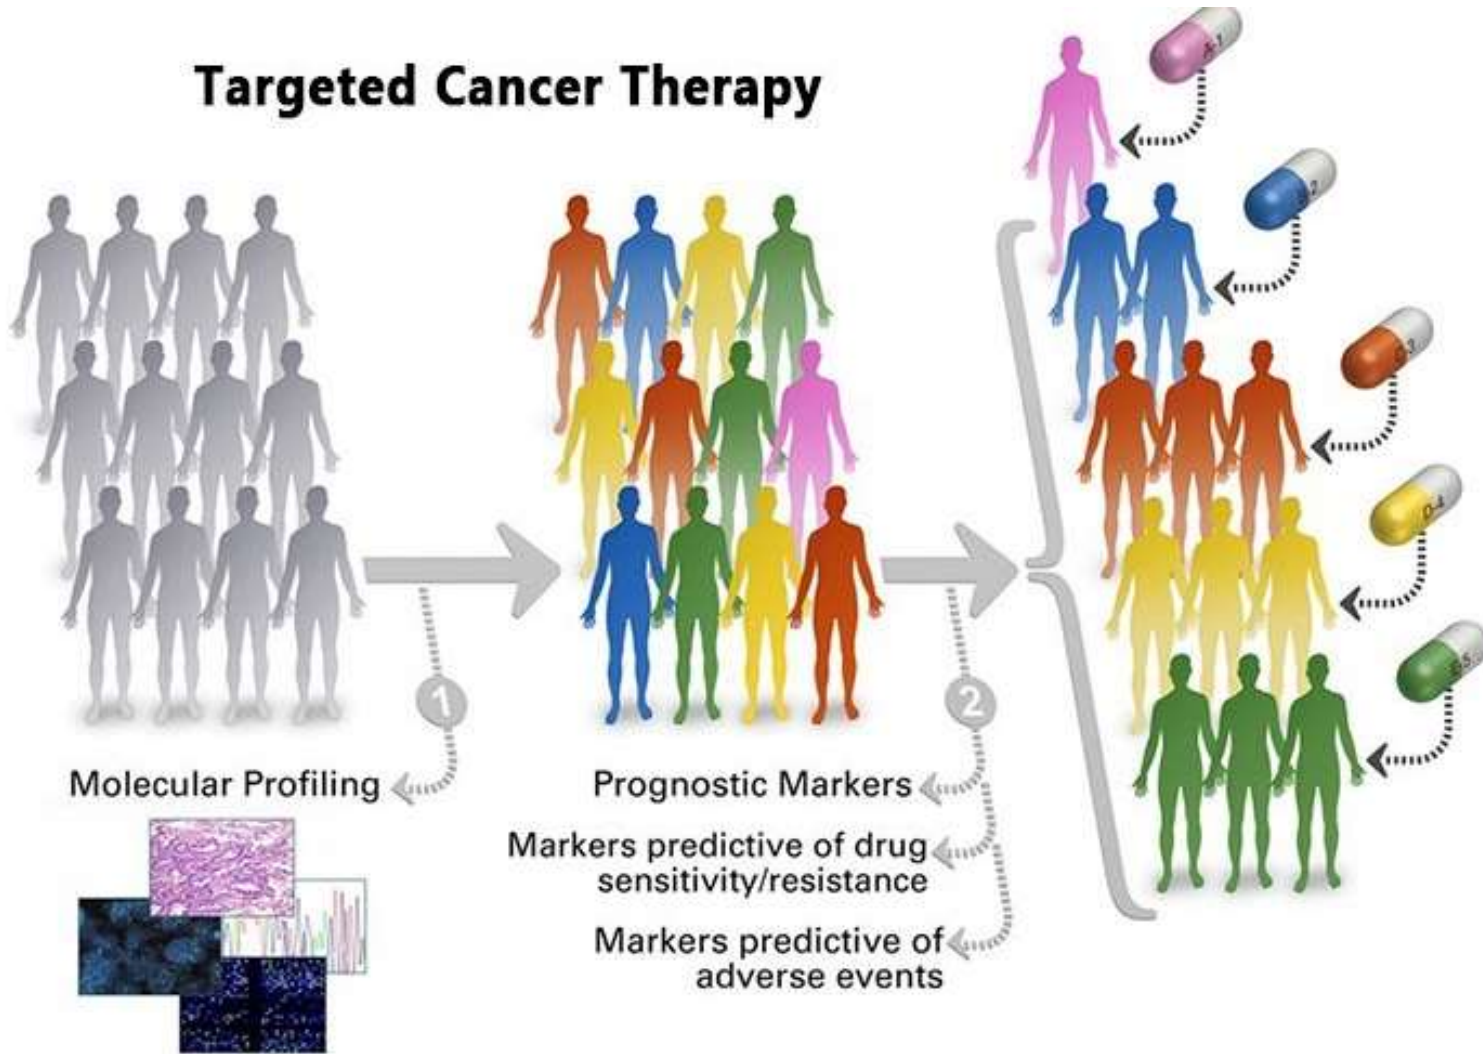 Targeted Cancer Therapy
1
2
Molecular Profiling
Prognostic Markers
Markers predictive of drug
sensitivity/resistance
Markers predictive of
adverse events